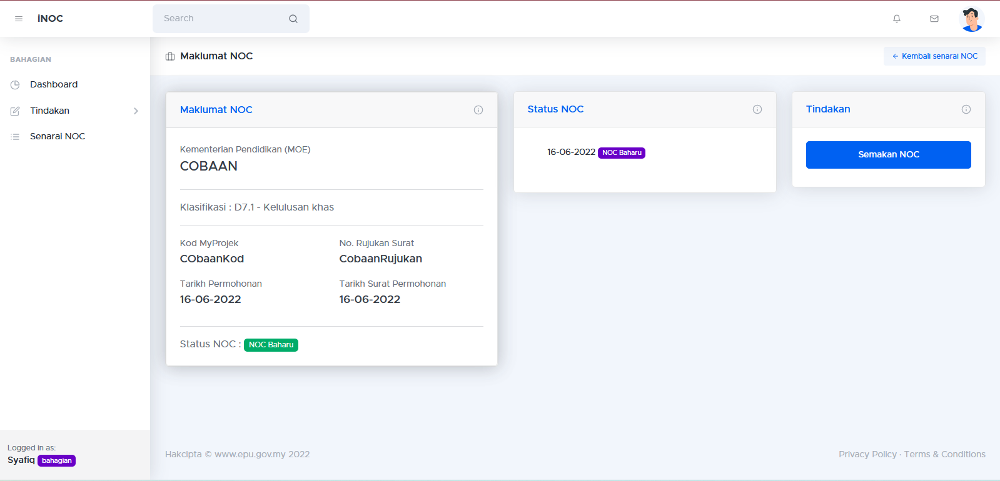 iNOC
Search
BAHAGIAN
Dashboard
Tindakan
Senarai NOC
Logged in as:
Syafiq bahagian
Maklumat NOC
Kembali senarai NOC
Maklumat NOC
Kementerian Pendidikan (MOE)
COBAAN
Klasifikasi : D7.1 - Kelulusan khas
Kod MyProjek
CObaanKod
No. Rujukan Surat
CobaanRujukan
Tarikh Permohonan
16-06-2022
Tarikh Surat Permohonan
16-06-2022
Status NOC : NOC Baharu
Status NOC
16-06-2022 NOC Baharu
Tindakan
Semakan NOC
Hakcipta © www.epu.gov.my 2022
Privacy Policy · Terms & Conditions